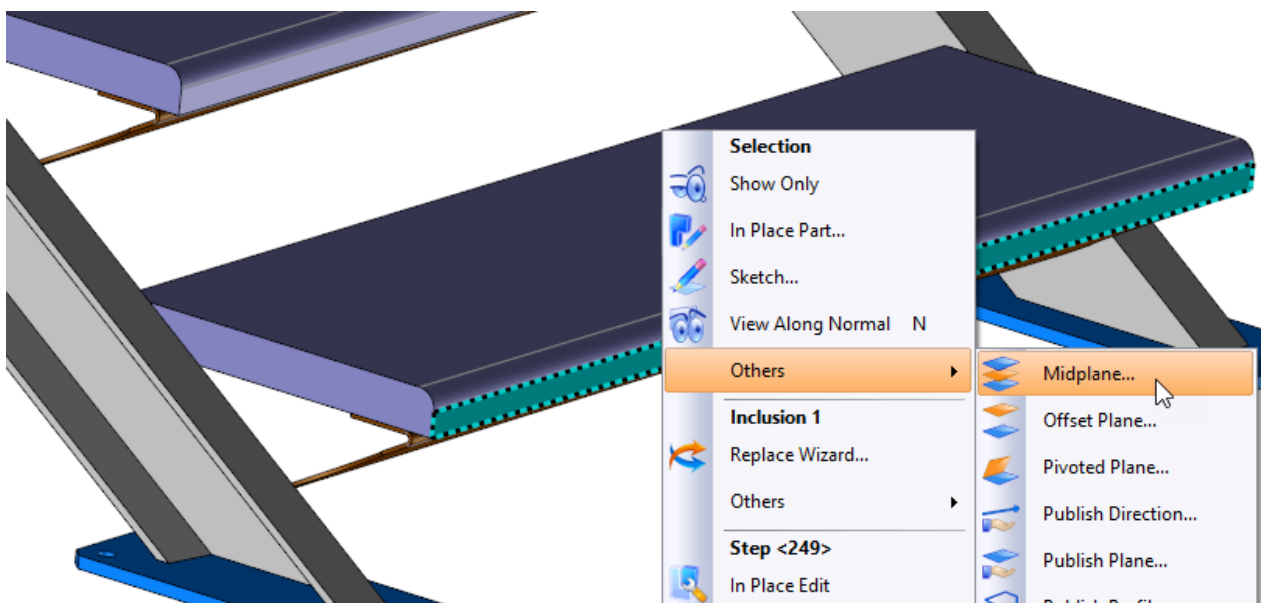 Selection
Show Only
In Place Part...
Sketch...
View Along Normal N
Others
Inclusion 1
Replace Wizard...
Others
Step <249>
In Place Edit
Midplane...
Offset Plane...
Pivoted Plane...
Publish Direction...
Publish Plane...